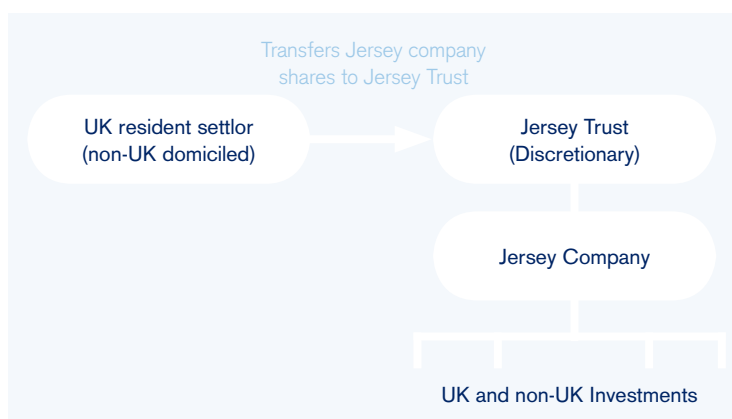 Transfers Jersey company
shares to Jersey Trust
UK resident settlor
(non-UK domiciled)
Jersey Trust
(Discretionary)
Jersey Company
UK and non-UK Investments